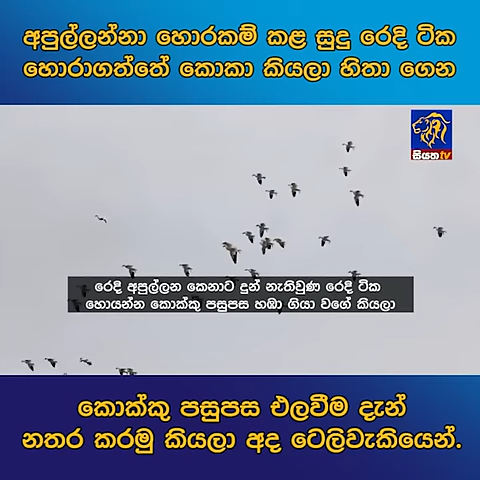 අපුල්ලන්නා හොරකම් කළ සුදු රෙදි ටික
හොරාගත්තේ කොකා කියලා හිතා ගෙන
සියත tv
රෙදි අපුල්ලන කෙනාට දුන් නැතිවුණ රෙදි ටික
හොයන්න කොක්කු පසුපස හඹා ගියා වගේ කියලා
කොක්කු පසුපස එලවීම දැන්
නතර කරමු කියලා අද ටෙලිවැකියෙන්.